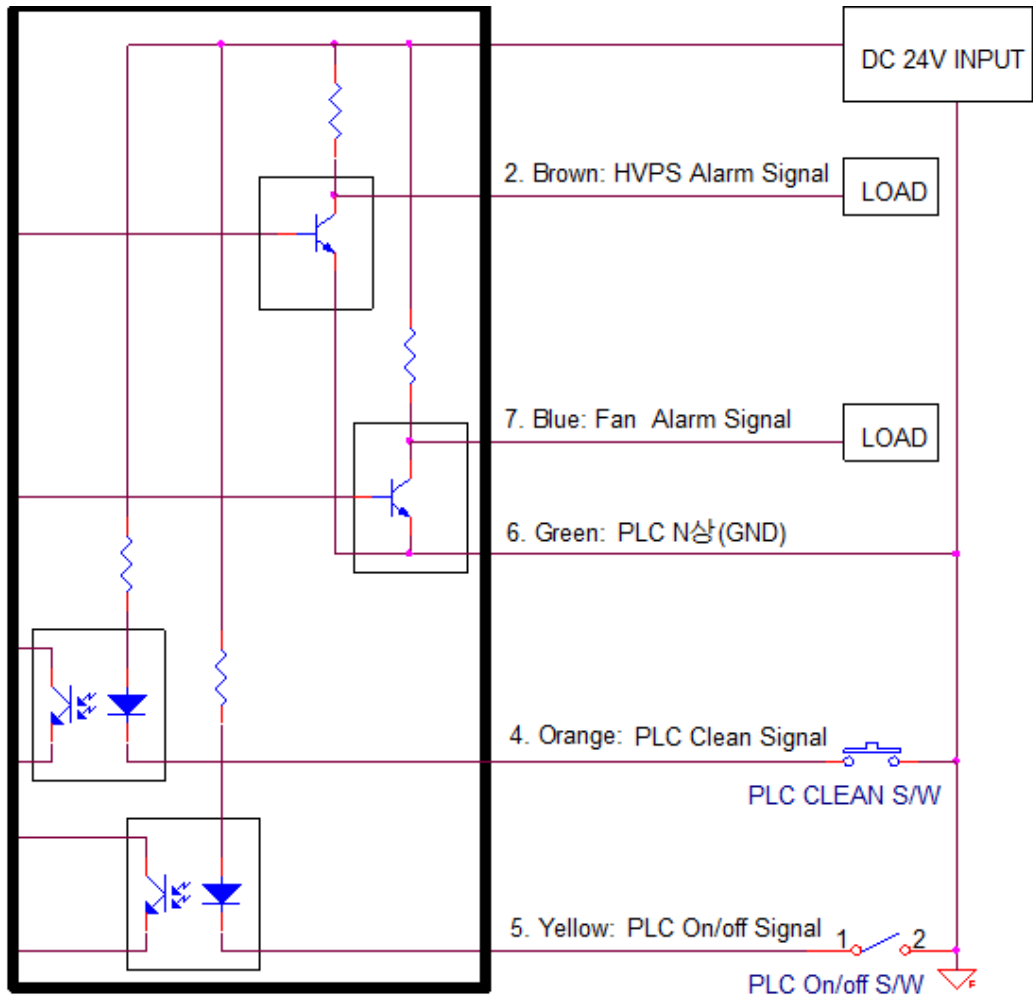 DC 24V INPUT
2. Brown: HVPS Alarm Signal
LOAD
7. Blue: Fan Alarm Signal
LOAD
6. Green: PLC N상(GND)
4. Orange: PLC Clean Signal
PLC CLEAN S/W
5. Yellow: PLC On/off Signal
1
2
PLC On/off S/W
F